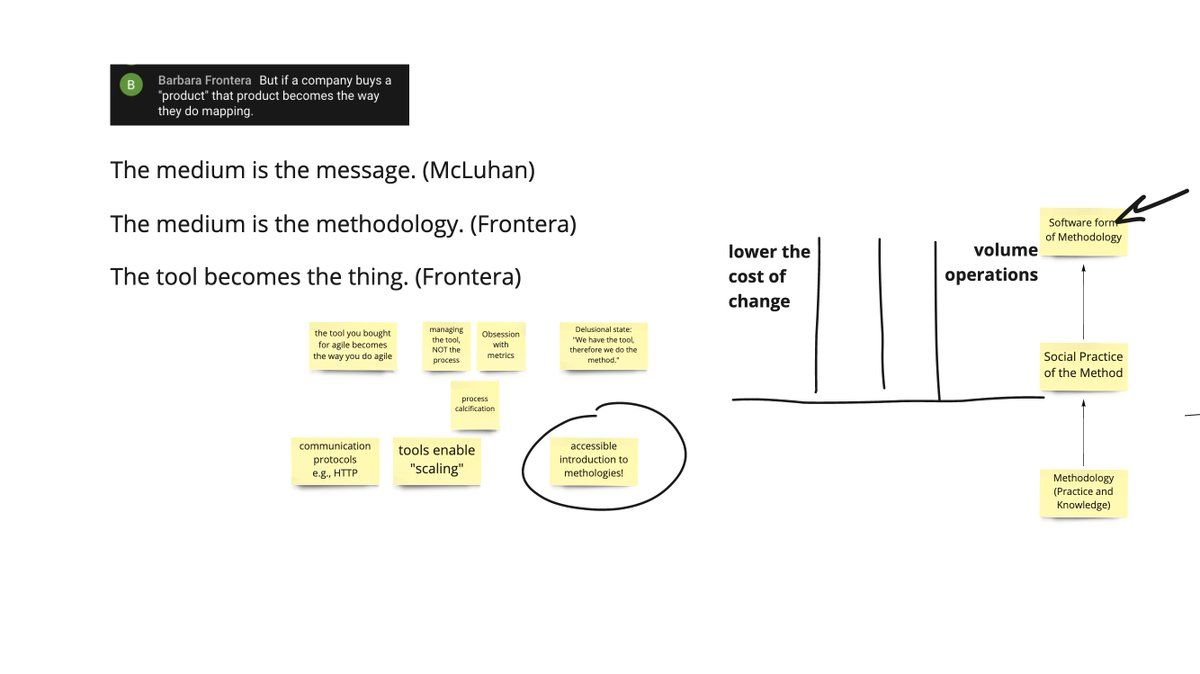 B
Barbara Frontera But if a company buys a
"product" that product becomes the way
they do mapping.
The medium is the message. (McLuhan)
The medium is the methodology. (Frontera)
The tool becomes the thing. (Frontera)
the tool you bought
for agile becomes
the way you do agile
managing
the tool,
NOT the
process
Obsession
with
metrics
Delusional state:
"We have the tool,
therefore we do the
method."
process
calcification
communication
protocols
e.g., HTTP
tools enable
"scaling"
accessible
introduction to
methologies!
lower the
cost of
change
volume
operations
Software form
of Methodology
Social Practice
of the Method
Methodology
(Practice and
Knowledge)